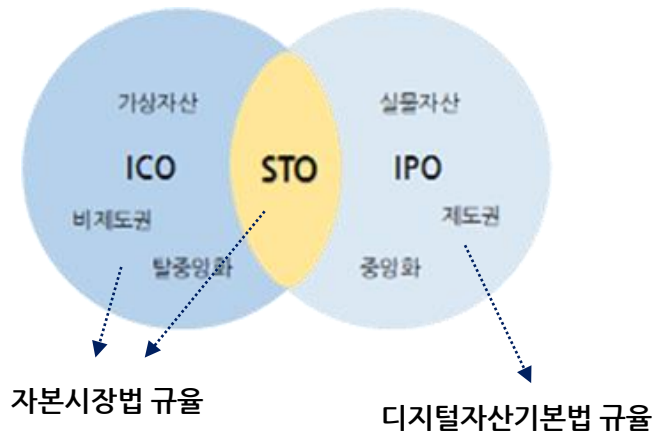 가상자산
실물자산
ICO
STO
IPO
비제도권
제도권
탈중앙화
중앙화
자본시장법 규율
디지털자산기본법 규율